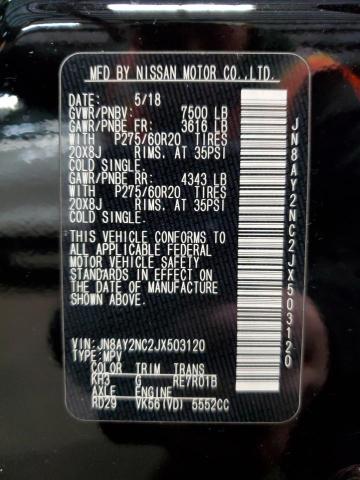 MFD BY NISSAN MOTOR CO.,LTD.
DATE: 5/18
GVWR/PNBV: 7500 LB
GAWR/PNBE FR: 3616 LB
WITH P275/60R20 TIRES
20X8J RIMS, AT 35PSI
COLD SINGLE
GAWR/PNBE RR: 4343 LB
WITH P275/60R20 TIRES
20X8J RIMS, AT 35PSI
COLD SINGLE
THIS VEHICLE CONFORMS TO
ALL APPLICABLE FEDERAL
MOTOR VEHICLE SAFETY
STANDARDS IN EFFECT ON
THE DATE OF MANUFACTURE
SHOWN ABOVE.
VIN: JN8AY2NC2JX503120
TYPE: MPV
COLOR TRIM TRANS
KH3 G RE7R01B
AXLE ENGINE
RD29 VK56(VD) 5552CC
JN8AY2NC2JX503120